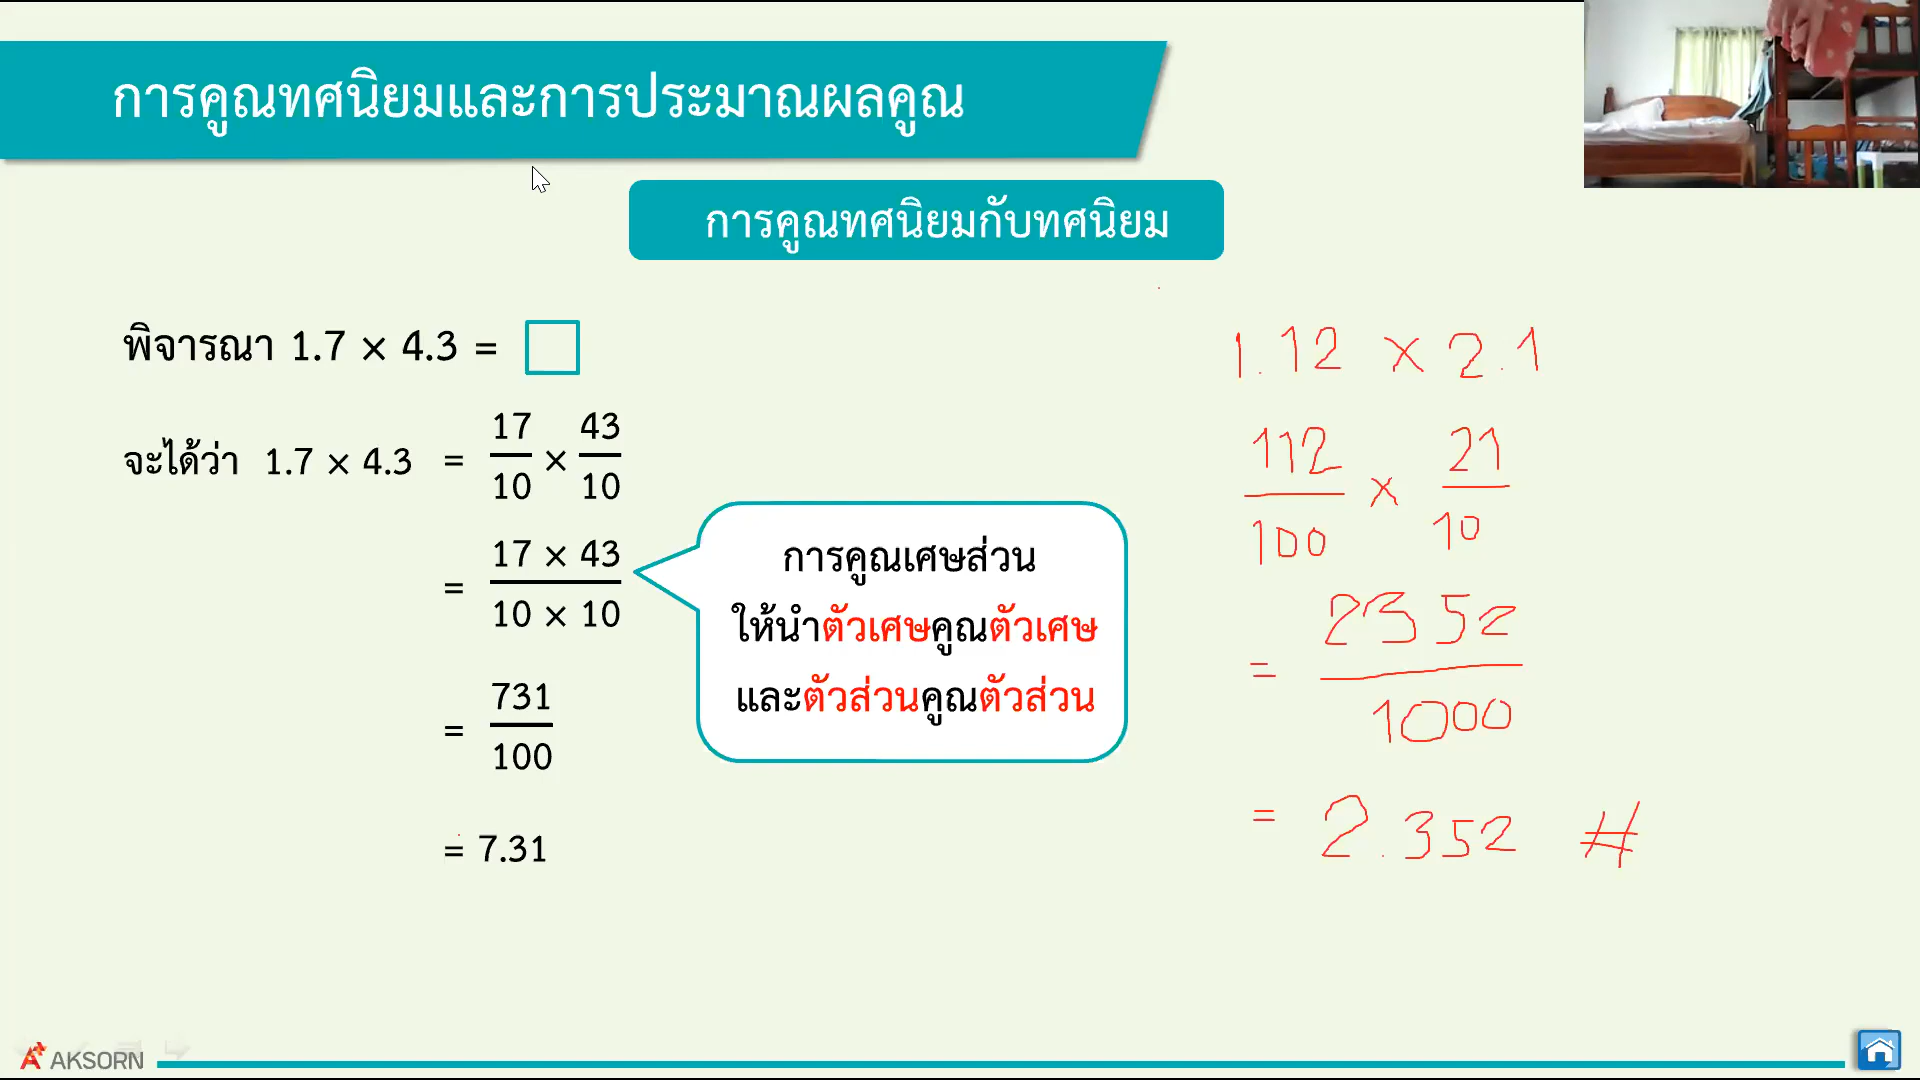 การคูณทศนิยมและการประมาณผลคูณ
การคูณทศนิยมกับทศนิยม
พิจารณา 1.7 × 4.3 =
จะได้ว่า 1.7 × 4.3 = 17/10 × 43/10
= 17 × 43 / 10 × 10
= 731/100
= 7.31
การคูณเศษส่วน
ให้นำตัวเศษคูณตัวเศษ
และตัวส่วนคูณตัวส่วน
1.12 × 2.1
112/100 × 21/10
= 2352/1000
= 2.352 #
AKSORN